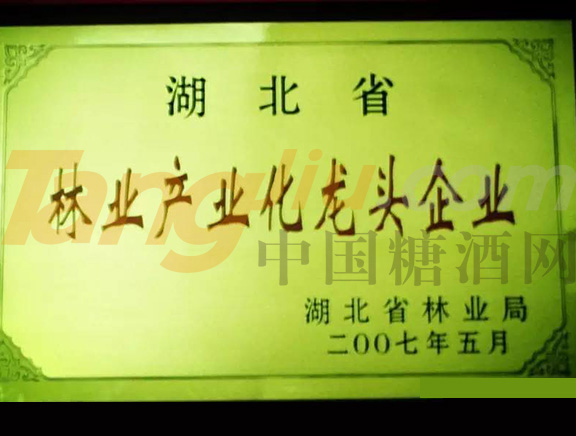 湖北省
林业产业化龙头企业
Tangjiu.com
中国糖酒网
湖北省林业局
二00七年五月